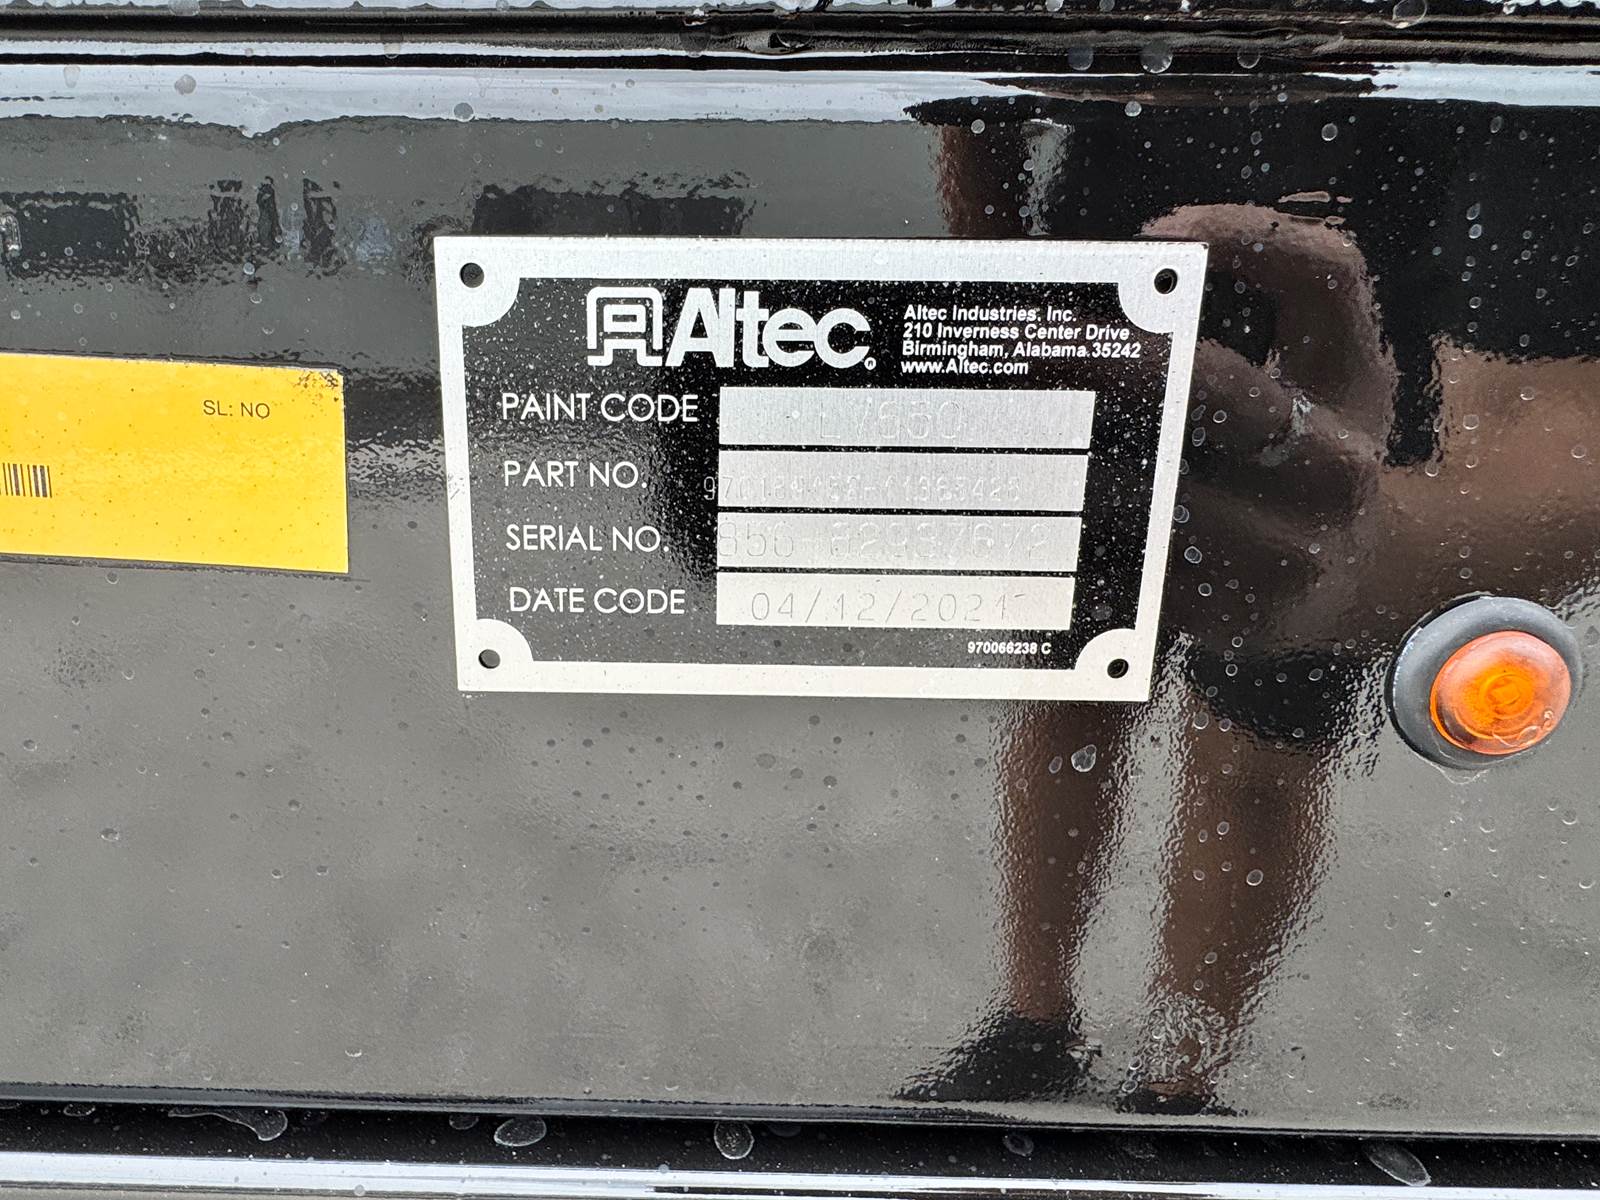 SL: NO
Altec
Altec Industries, Inc.
210 Inverness Center Drive
Birmingham, Alabama 35242
www.Altec.com
PAINT CODE L7660
PART NO.
SERIAL NO.
DATE CODE 04/12/2021
970066238 C